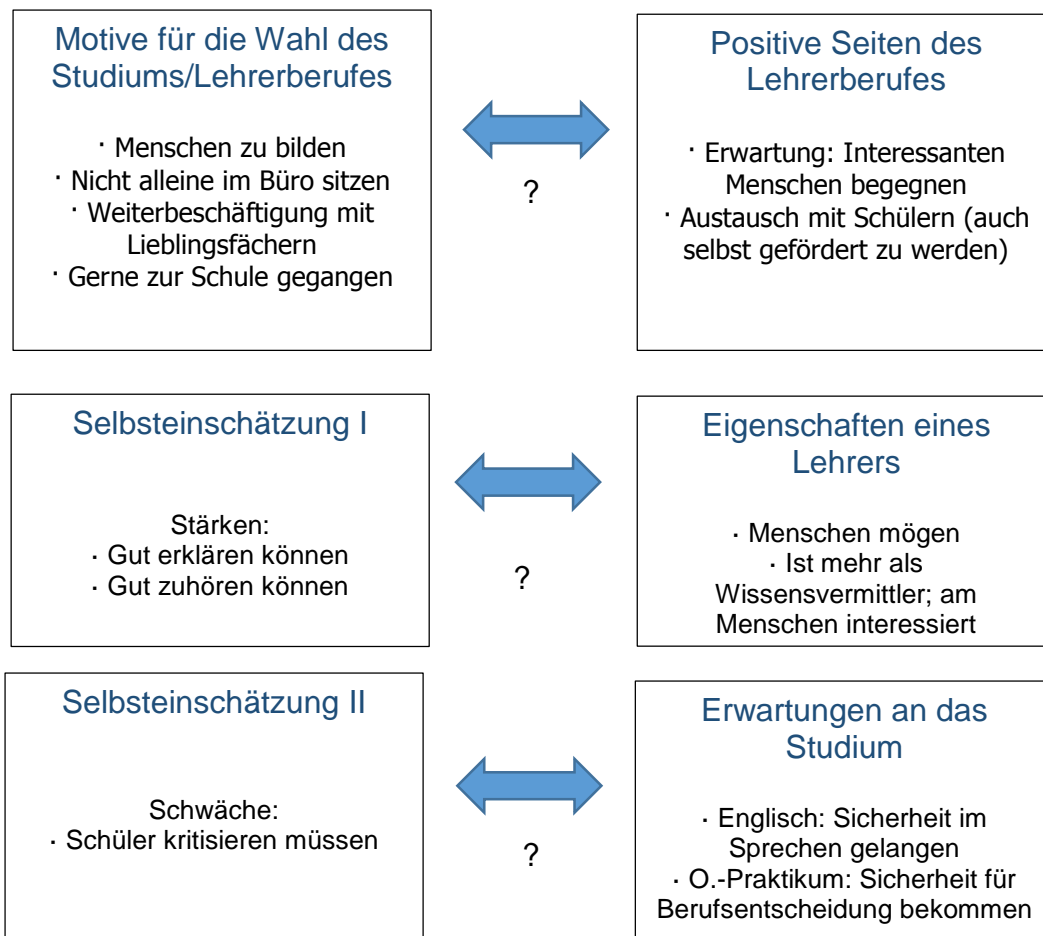 Motive für die Wahl des
Studiums/Lehrerberufes
· Menschen zu bilden
· Nicht alleine im Büro sitzen
· Weiterbeschäftigung mit
Lieblingsfächern
· Gerne zur Schule gegangen
?
Positive Seiten des
Lehrerberufes
· Erwartung: Interessanten
Menschen begegnen
· Austausch mit Schülern (auch
selbst gefördert zu werden)
Selbsteinschätzung I
Stärken:
· Gut erklären können
· Gut zuhören können
?
Eigenschaften eines
Lehrers
· Menschen mögen
· Ist mehr als
Wissensvermittler; am
Menschen interessiert
Selbsteinschätzung II
Schwäche:
· Schüler kritisieren müssen
?
Erwartungen an das
Studium
· Englisch: Sicherheit im
Sprechen gelangen
· O.-Praktikum: Sicherheit für
Berufsentscheidung bekommen